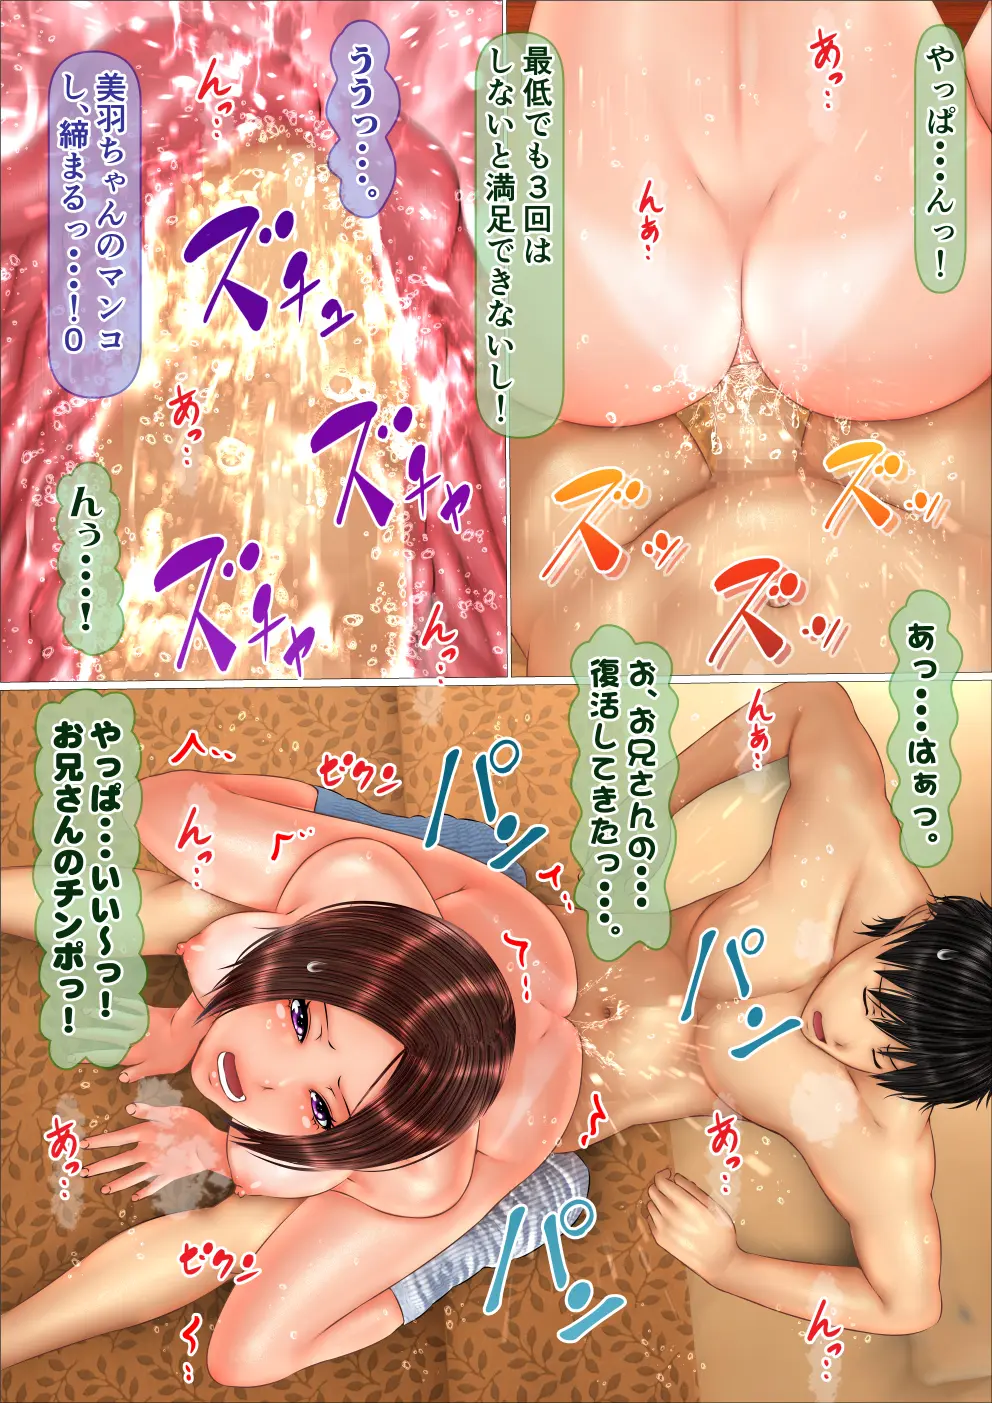 やっぱ・・・んっ！
あっ・・
んぁ・・
最低でも３回は
しないと満足できないし！
ズッ
ズッ
ズッ
ううっ・・・。
んっ・・
美羽ちゃんのマンコ
し、締まるっ・・・！０
ズチュ
あっ・・
ズチャ
んぅ・・・！
ズチャ
んっ・・
あっ・・・はぁっ。
お、お兄さんの・・・
復活してきたっ・・・。
んぁ・・
パンッ
ゼクン
んっ・・
やっぱ・・・いい～っ！
お兄さんのチンポっ！
パンッ
あっ・・
あっ・・
ゼクン
パンッ
んっ・・